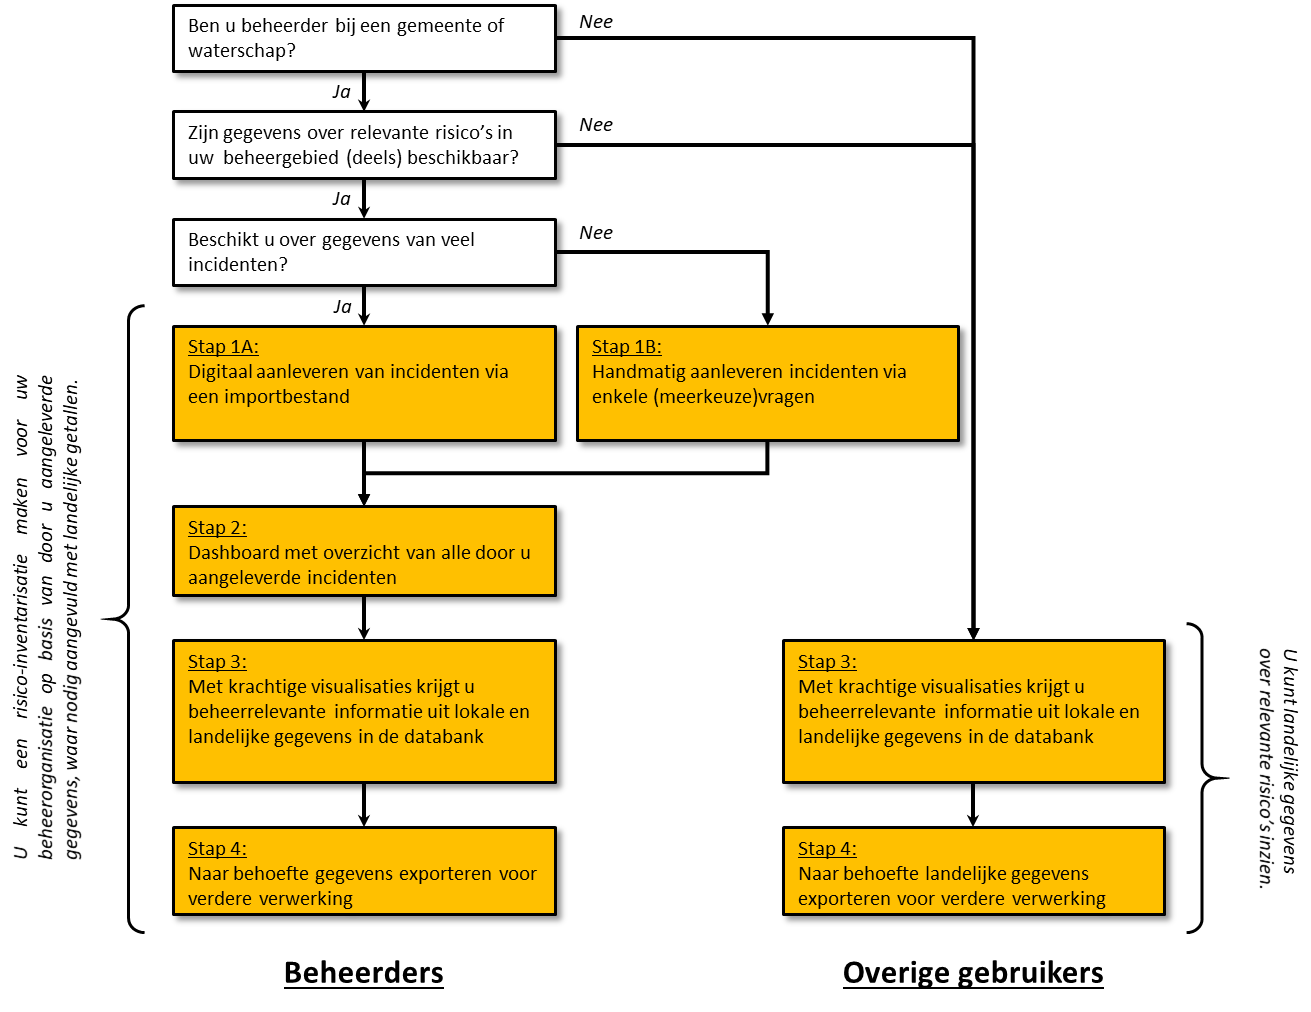 Ben u beheerder bij een gemeente of
waterschap?
Nee
Ja
Zijn gegevens over relevante risico’s in
uw beheergebied (deels) beschikbaar?
Nee
Ja
Beschikt u over gegevens van veel
incidenten?
Nee
Ja
Stap 1A:
Digitaal aanleveren van incidenten via
een importbestand
Stap 1B:
Handmatig aanleveren incidenten via
enkele (meerkeuze)vragen
Stap 2:
Dashboard met overzicht van alle door u
aangeleverde incidenten
Stap 3:
Met krachtige visualisaties krijgt u
beheerrelevante informatie uit lokale en
landelijke gegevens in de databank
Stap 4:
Naar behoefte gegevens exporteren voor
verdere verwerking
Beheerders
U kunt een risico-inventarisatie maken voor uw
beheerorganisatie op basis van door u aangeleverde
gegevens, waar nodig aangevuld met landelijke getallen.
Stap 3:
Met krachtige visualisaties krijgt u
beheerrelevante informatie uit lokale en
landelijke gegevens in de databank
Stap 4:
Naar behoefte landelijke gegevens
exporteren voor verdere verwerking
Overige gebruikers
U kunt landelijke gegevens
over relevante risico’s inzien.